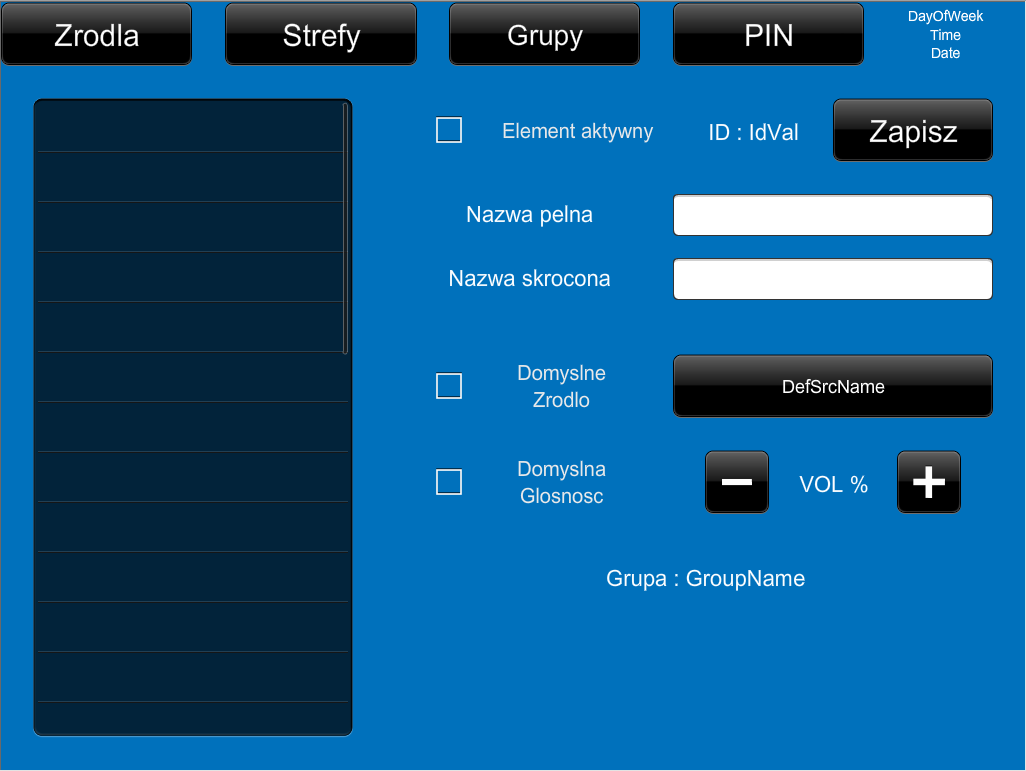 Zrodla
Strefy
Grupy
PIN
DayOfWeek
Time
Date
Element aktywny
ID : IdVal
Zapisz
Nazwa pelna
Nazwa skrocona
Domyslne
Zrodlo
DefSrcName
Domyslna
Glosnosc
VOL %
Grupa : GroupName